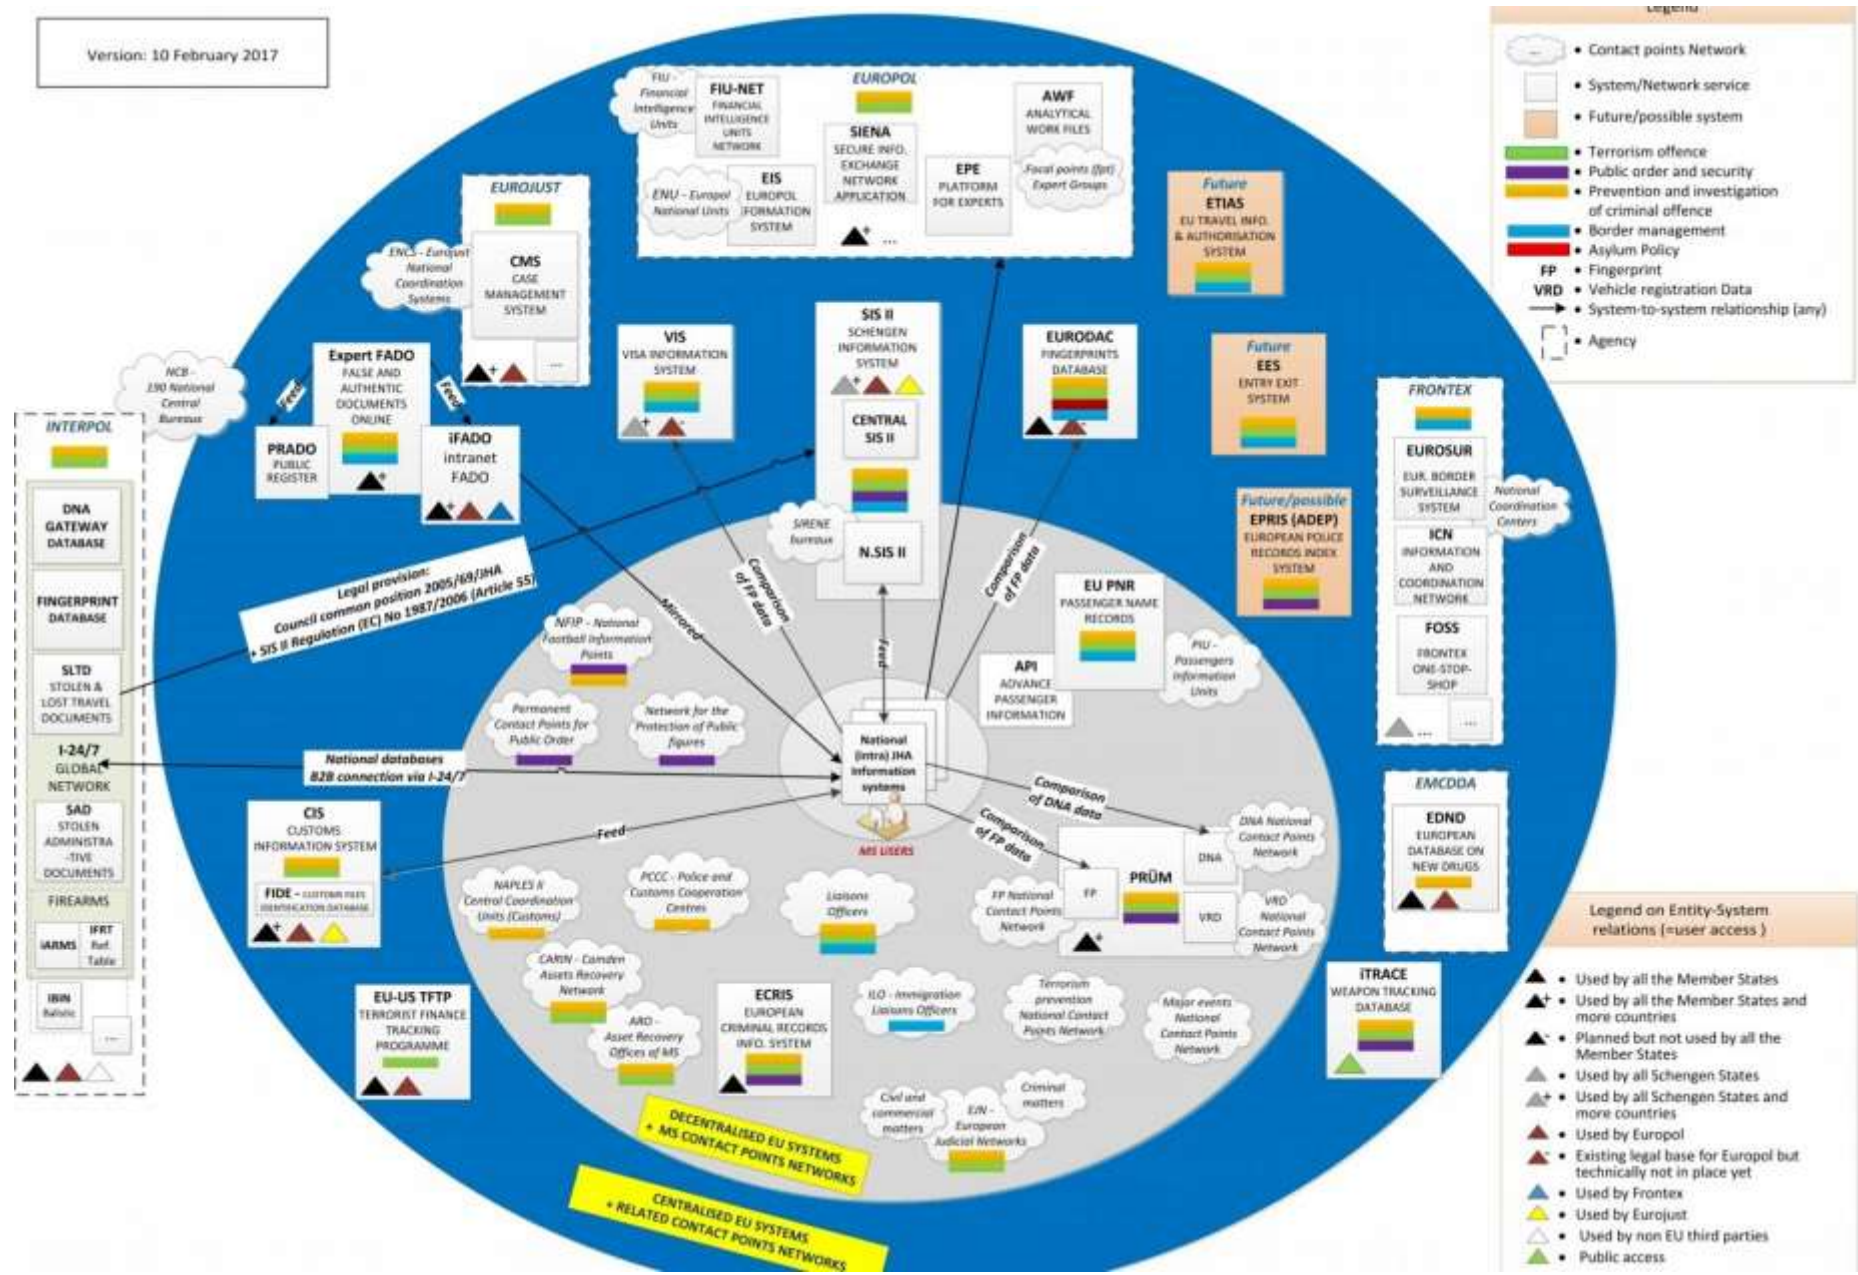 Version: 10 February 2017
Legend
...
Contact points Network
System/Network service
Future/possible system
Terrorism offence
Public order and security
Prevention and investigation
of criminal offence
Border management
Asylum Policy
FP
Fingerprint
VRD
Vehicle registration Data
System-to-system relationship (any)
Agency
EUROPOL
FIU -
Financial
Intelligence
Units
FIU-NET
FINANCIAL
INTELLIGENCE
UNITS
NETWORK
SIENA
SECURE INFO.
EXCHANGE
NETWORK
APPLICATION
AWF
ANALYTICAL
WORK FILES
Focal points (fpt)
Expert Groups
EPE
PLATFORM
FOR EXPERTS
ENU - Europol
National Units
EIS
EUROPOL
INFORMATION
SYSTEM
+
...
EUROJUST
ENCS - Eurojust
National
Coordination
Systems
CMS
CASE
MANAGEMENT
SYSTEM
+
...
Future
ETIAS
EU TRAVEL INFO.
& AUTHORISATION
SYSTEM
Future
EES
ENTRY EXIT
SYSTEM
Future/possible
EPRIS (ADEP)
EUROPEAN POLICE
RECORDS INDEX
SYSTEM
VIS
VISA INFORMATION
SYSTEM
+
-
SIS II
SCHENGEN
INFORMATION
SYSTEM
+
CENTRAL
SIS II
SIRENE
bureaux
N.SIS II
EURODAC
FINGERPRINTS
DATABASE
-
Expert FADO
FALSE AND
AUTHENTIC
DOCUMENTS
ONLINE
+
Feed
Feed
PRADO
PUBLIC
REGISTER
iFADO
intranet
FADO
+
NCB -
190 National
Central
Bureaux
INTERPOL
DNA
GATEWAY
DATABASE
FINGERPRINT
DATABASE
SLTD
STOLEN &
LOST TRAVEL
DOCUMENTS
I-24/7
GLOBAL
NETWORK
SAD
STOLEN
ADMINISTRA
-TIVE
DOCUMENTS
FIREARMS
iARMS
IFRT
Ref.
Table
IBIN
Balistic
...
Legal provision:
Council common position 2005/69/JHA
+ SIS II Regulation (EC) No 1987/2006 (Article 55)
Comparison
of FP data
Comparison
of FP data
Mirrored
Feed
National databases
B2B connection via I-24/7
Feed
Comparison
of DNA data
Comparison
of FP data
FRONTEX
EUROSUR
EUR. BORDER
SURVEILLANCE
SYSTEM
National
Coordination
Centers
ICN
INFORMATION
AND
COORDINATION
NETWORK
FOSS
FRONTEX
ONE-STOP-
SHOP
...
...
NFIP - National
Football Information
Points
Permanent
Contact Points for
Public Order
Network for the
Protection of Public
figures
EU PNR
PASSENGER NAME
RECORDS
PIU -
Passengers
Information
Units
API
ADVANCE
PASSENGER
INFORMATION
National
(intra) JHA
information
systems
MS USERS
CIS
CUSTOMS
INFORMATION SYSTEM
FIDE - CUSTOMS FILES
IDENTIFICATION DATABASE
+
EU-US TFTP
TERRORIST FINANCE
TRACKING
PROGRAMME
NAPLES II
Central Coordination
Units (Customs)
PCCC - Police and
Customs Cooperation
Centres
Liaisons
Officers
CARIN - Camden
Assets Recovery
Network
ARO -
Asset Recovery
Offices of MS
ECRIS
EUROPEAN
CRIMINAL RECORDS
INFO. SYSTEM
ILO - Immigration
Liaisons Officers
Terrorism
prevention
National Contact
Points Network
Major events
National
Contact Points
Network
Civil and
commercial
matters
EJN -
European
Judicial Networks
Criminal
matters
FP National
Contact Points
Network
FP
PRÜM
DNA
VRD
+
DNA National
Contact Points
Network
VRD
National
Contact Points
Network
EMCDDA
EDND
EUROPEAN
DATABASE ON
NEW DRUGS
iTRACE
WEAPON TRACKING
DATABASE
DECENTRALISED EU SYSTEMS
+ MS CONTACT POINTS NETWORKS
CENTRALISED EU SYSTEMS
+ RELATED CONTACT POINTS NETWORKS
Legend on Entity-System
relations (=user access )
Used by all the Member States
+
Used by all the Member States and
more countries
-
Planned but not used by all the
Member States
Used by all Schengen States
+
Used by all Schengen States and
more countries
Used by Europol
-
Existing legal base for Europol but
technically not in place yet
Used by Frontex
Used by Eurojust
Used by non EU third parties
Public access